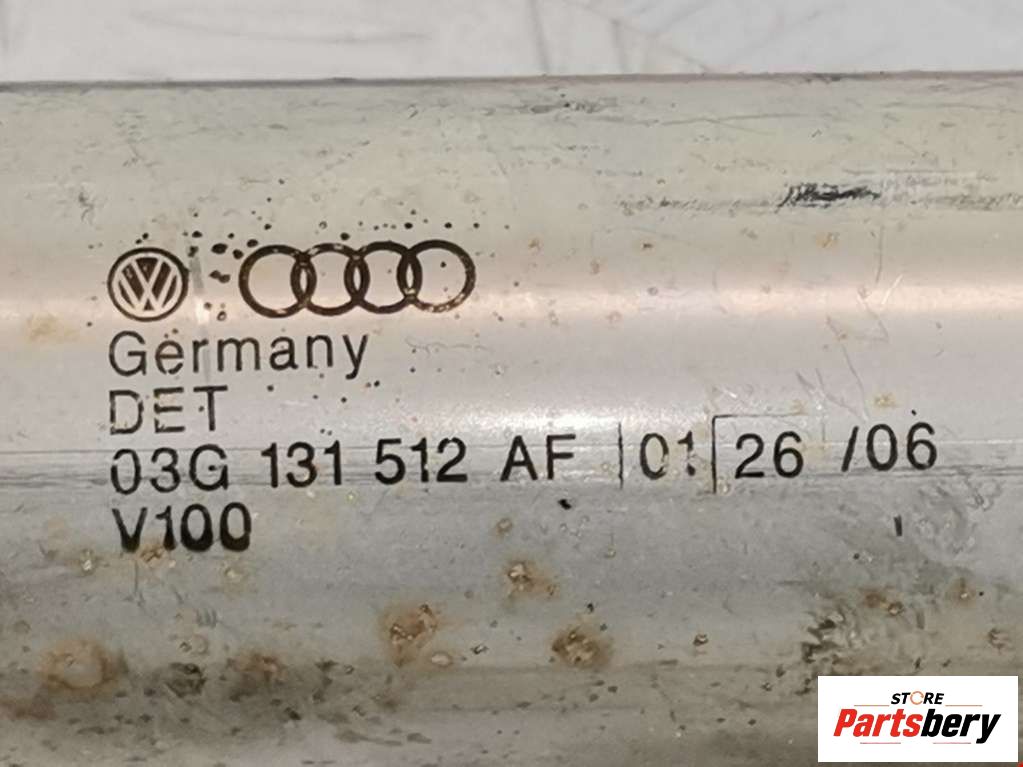 Germany
DET
03G 131 512 AF |01| 26 /06
V100
STORE
Partsbery